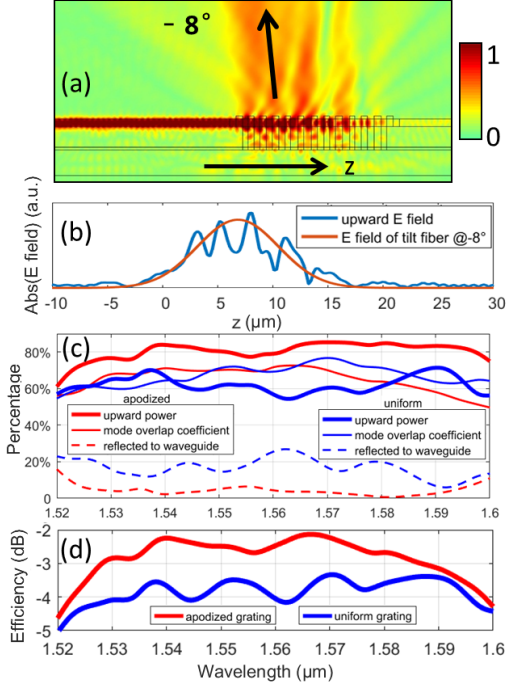 - 8°
(a)
z
1
0
Abs(E field) (a.u.)
(b)
upward E field
E field of tilt fiber @-8°
-10 -5 0 5 10 15 20 25 30
z (μm)
Percentage
(c)
80%
60%
40%
20%
0
apodized
upward power
mode overlap coefficient
reflected to waveguide
uniform
upward power
mode overlap coefficient
reflected to waveguide
1.52 1.53 1.54 1.55 1.56 1.57 1.58 1.59 1.6
Efficiency (dB)
(d)
-2
-3
-4
-5
apodized grating
uniform grating
1.52 1.53 1.54 1.55 1.56 1.57 1.58 1.59 1.6
Wavelength (μm)